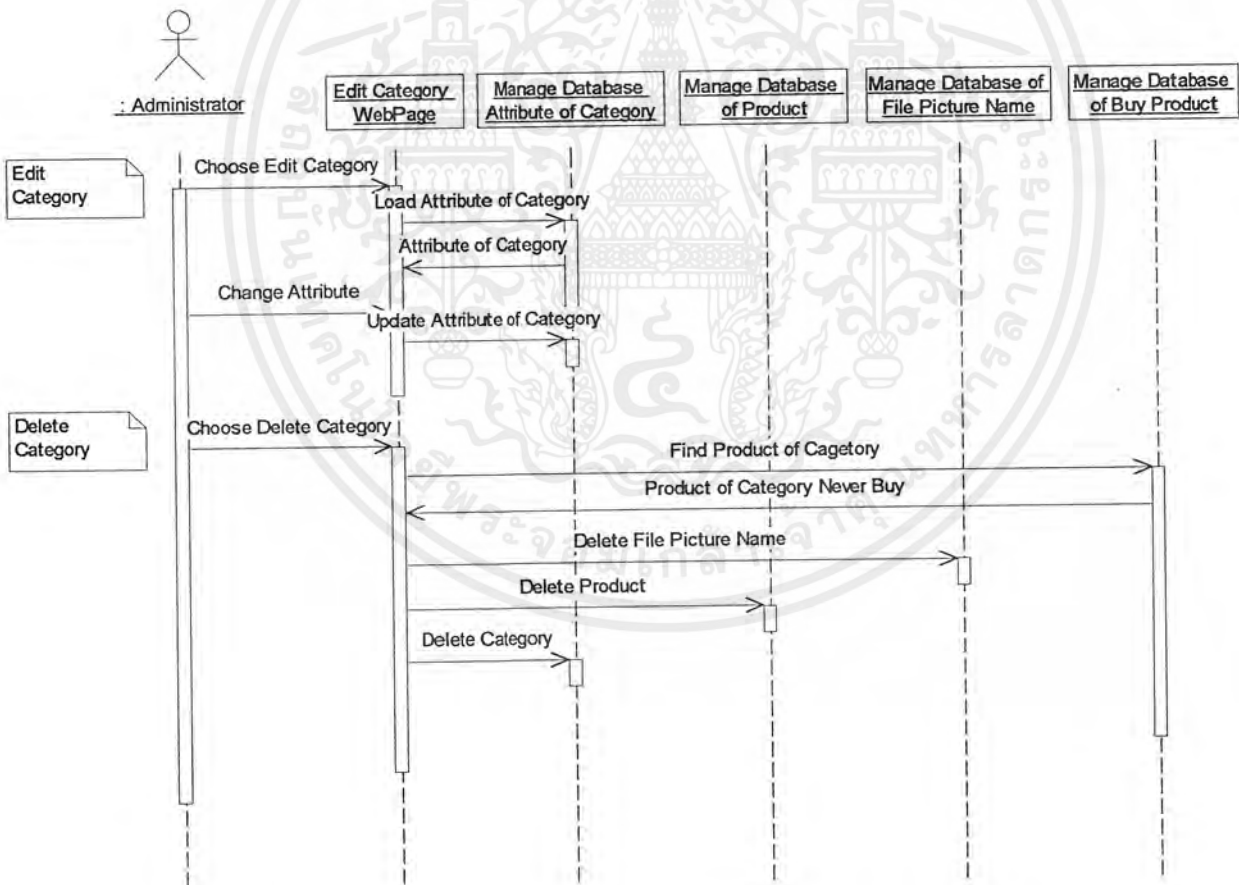 : Administrator
Edit Category
WebPage
Manage Database
Attribute of Category
Manage Database
of Product
Manage Database of
File Picture Name
Manage Database
of Buy Product
Edit
Category
Choose Edit Category
Load Attribute of Category
Attribute of Category
Change Attribute
Update Attribute of Category
Delete
Category
Choose Delete Category
Find Product of Cagetory
Product of Category Never Buy
Delete File Picture Name
Delete Product
Delete Category